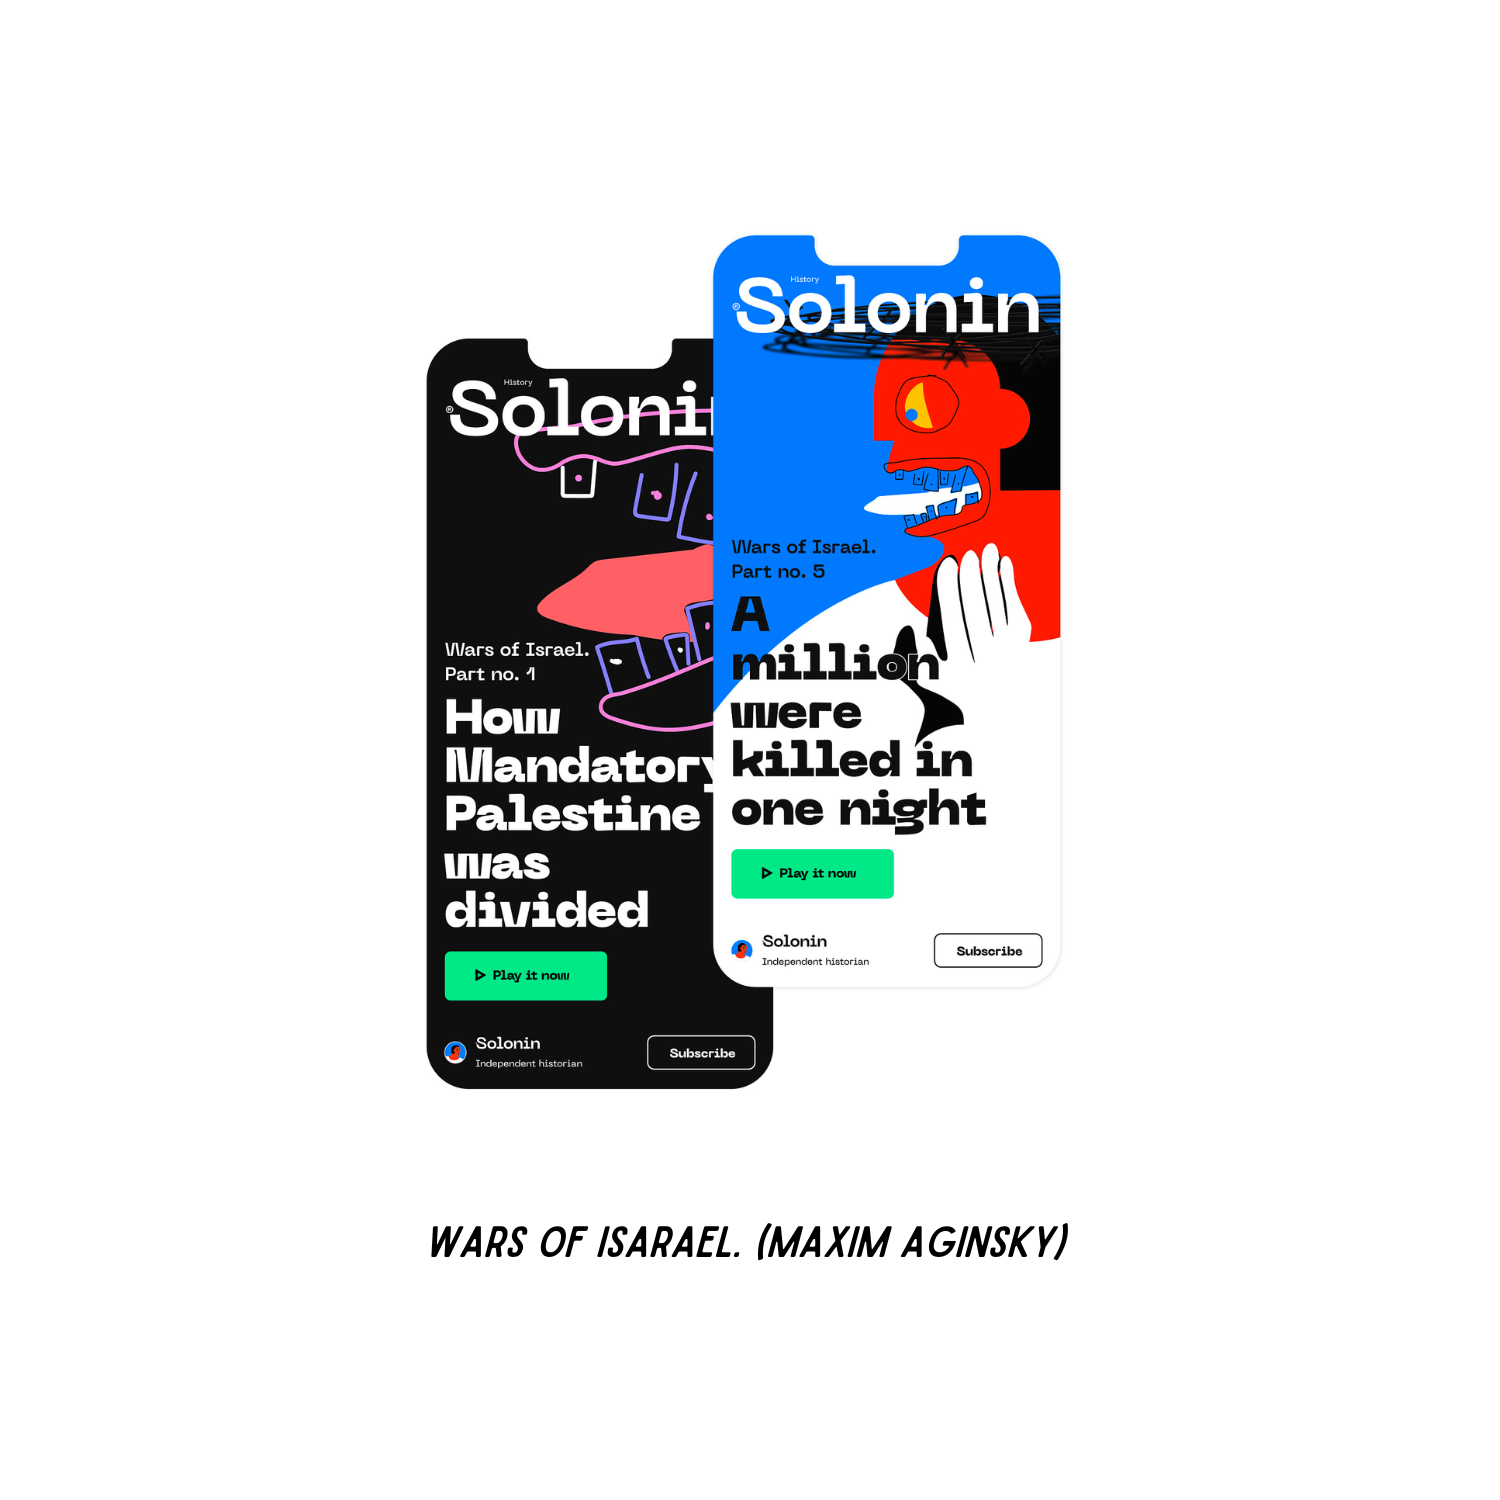 History
®Solonin
Wars of Israel.
Part no. 1
How
Mandatory
Palestine
was
divided
Play it now
Solonin
Independent historian
Subscribe
History
®Solonin
Wars of Israel.
Part no. 5
A
million
were
killed in
one night
Play it now
Solonin
Independent historian
Subscribe
WARS OF ISARAEL. (MAXIM AGINSKY)